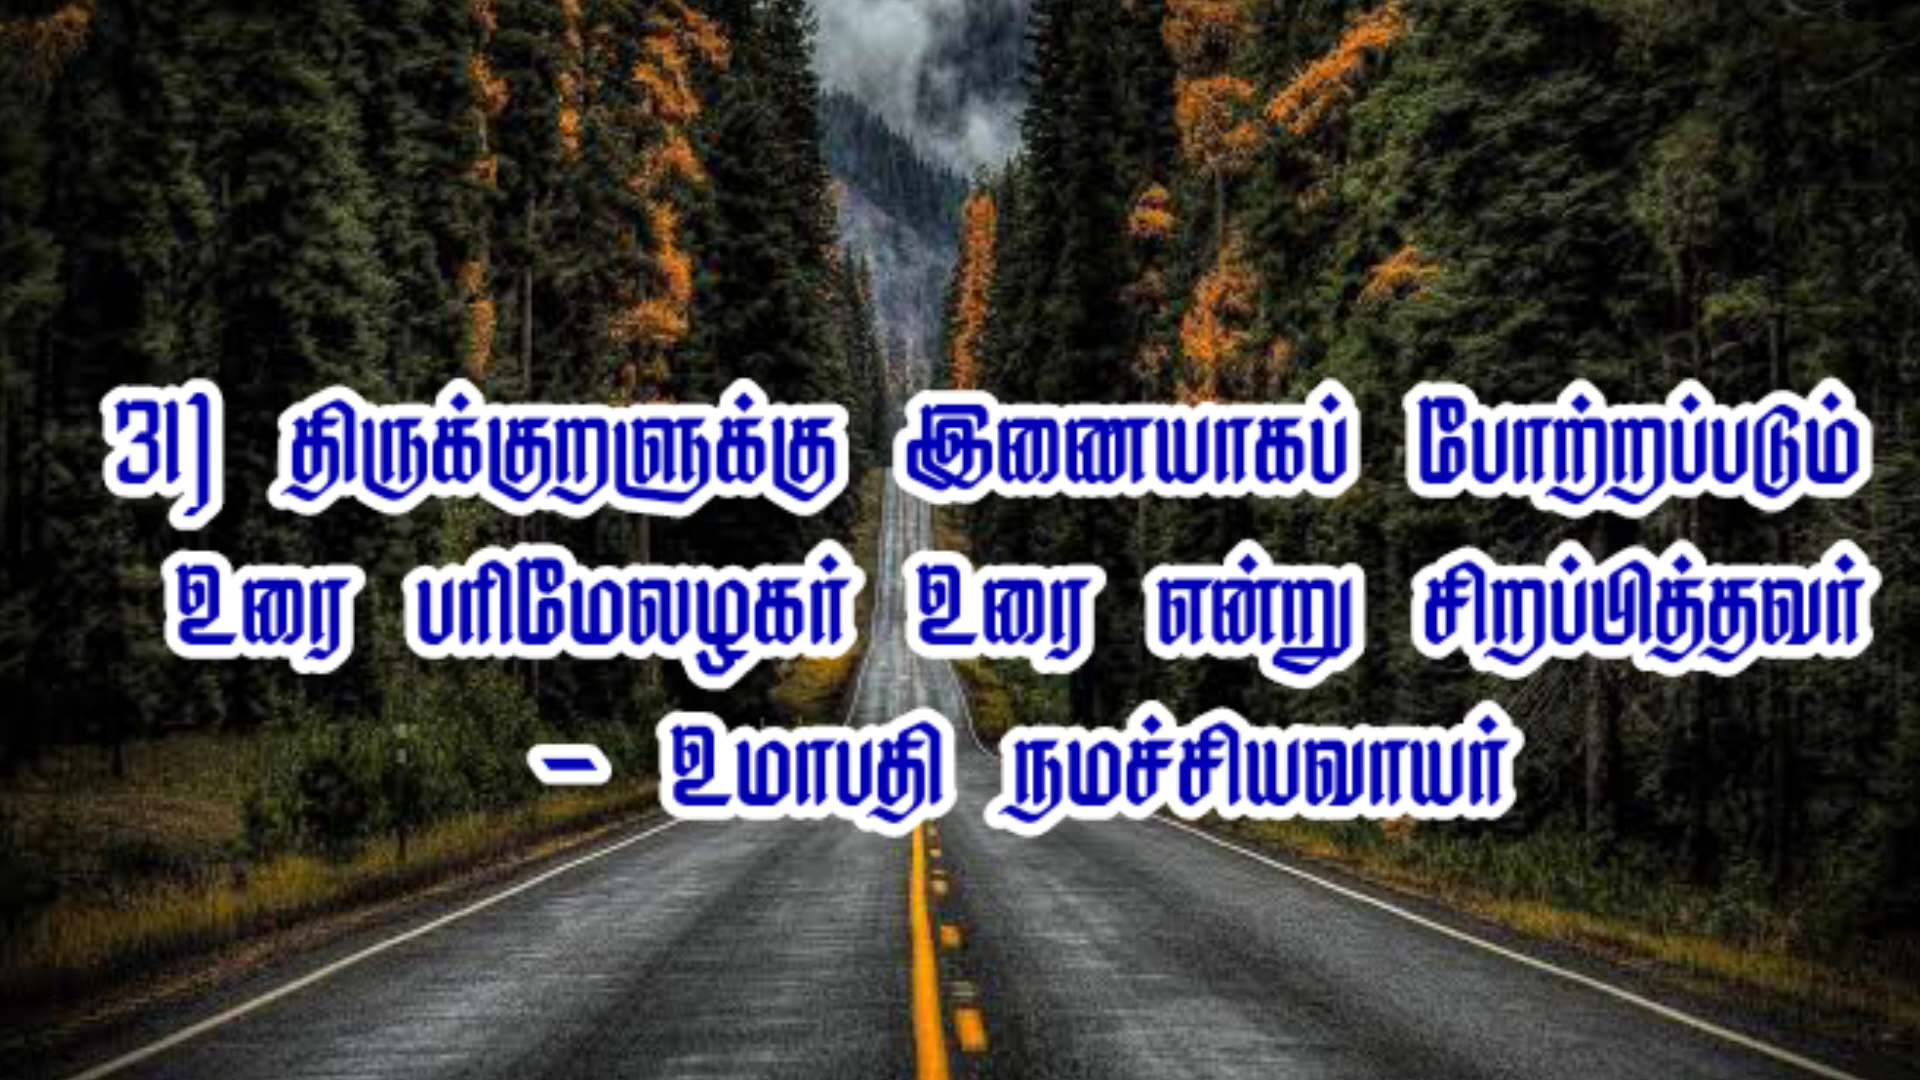 31) திருக்குறளுக்கு இணையாகப் போற்றப்படும்
உரை பரிமேலழகர் உரை என்று சிறப்பித்தவர்
- உமாபதி நமச்சியவாயர்